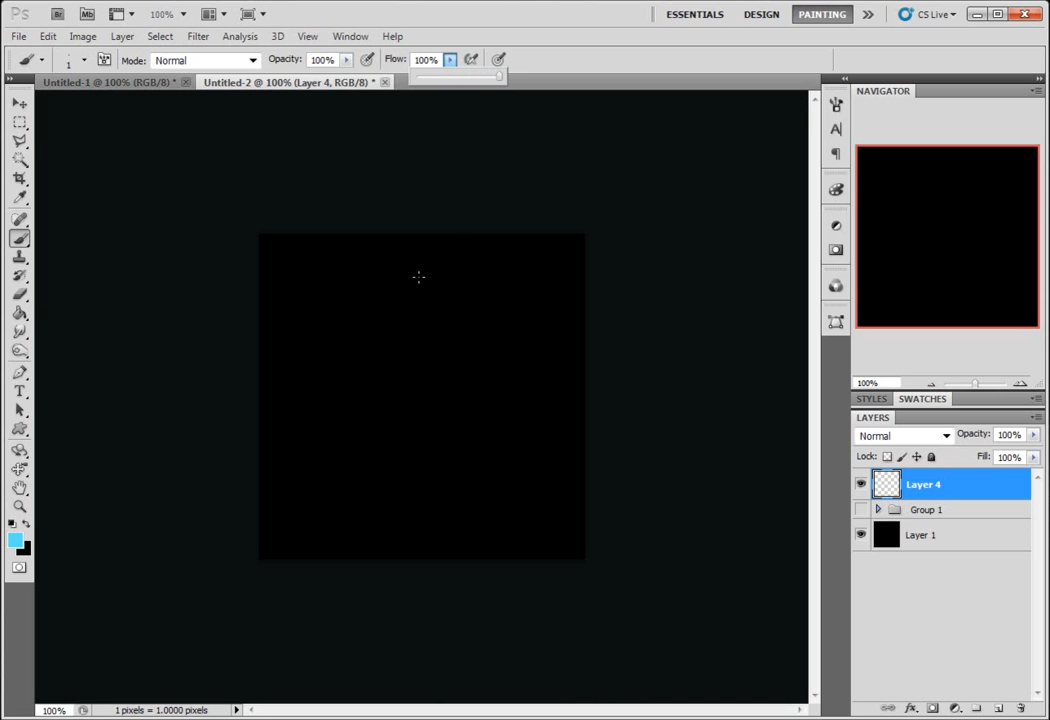 Ps Br Mb 100% ESSENTIALS DESIGN PAINTING CS Live
File Edit Image Layer Select Filter Analysis 3D View Window Help
1 Mode: Normal Opacity: 100% Flow: 100%
Untitled-1 @ 100% (RGB/8) * Untitled-2 @ 100% (Layer 4, RGB/8) *
NAVIGATOR
100%
STYLES SWATCHES
LAYERS
Normal Opacity: 100%
Lock: Fill: 100%
Layer 4
Group 1
Layer 1
100% 1 pixels = 1.0000 pixels